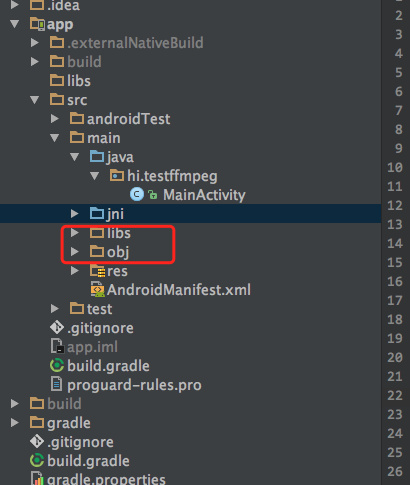 .idea
app
.externalNativeBuild
build
libs
src
androidTest
main
java
hi.testffmpeg
MainActivity
jni
libs
obj
res
AndroidManifest.xml
test
.gitignore
app.iml
build.gradle
proguard-rules.pro
build
gradle
.gitignore
build.gradle
gradle.properties
1
2
3
4
5
6
7
8
9
10
11
12
13
14
15
16
17
18
19
20
21
22
23
24
25
26